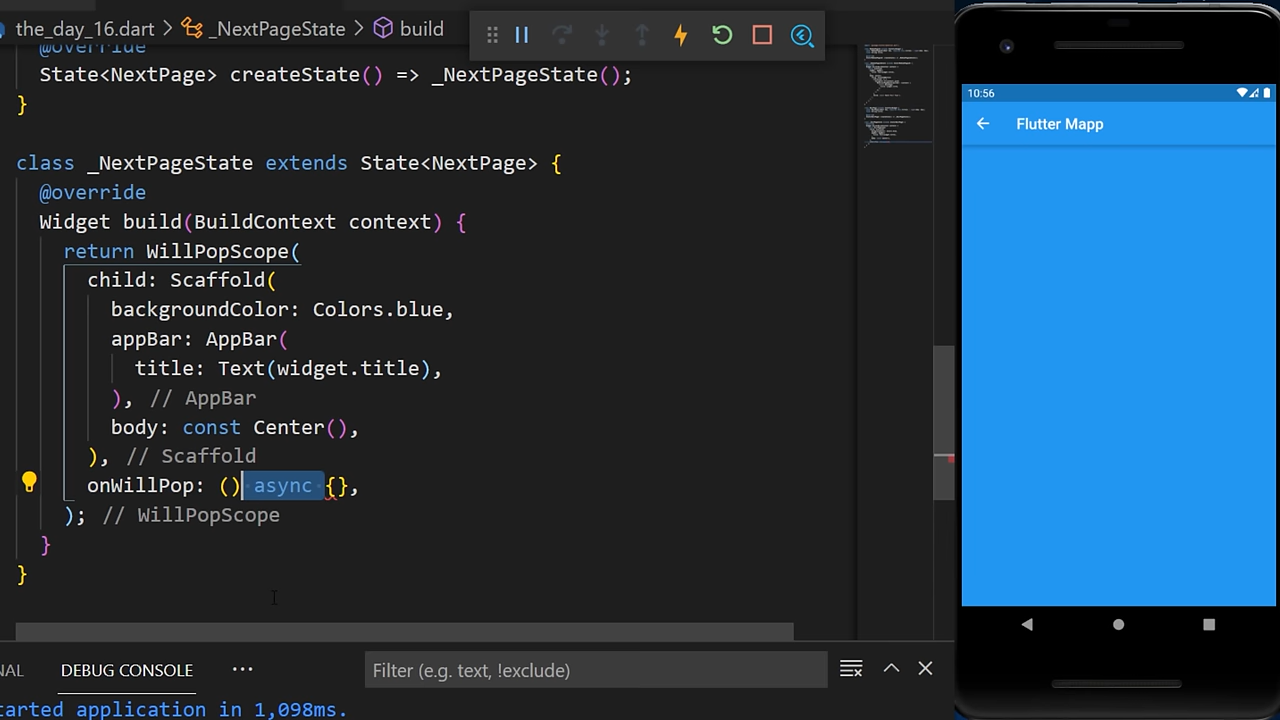 the_day_16.dart > _NextPageState > build
@override
State<NextPage> createState() => _NextPageState();
}
class _NextPageState extends State<NextPage> {
@override
Widget build(BuildContext context) {
return WillPopScope(
child: Scaffold(
backgroundColor: Colors.blue,
appBar: AppBar(
title: Text(widget.title),
), // AppBar
body: const Center(),
), // Scaffold
onWillPop: () async {},
); // WillPopScope
}
}
NAL
DEBUG CONSOLE
...
Filter (e.g. text, !exclude)
tarted application in 1,098ms.
10:56
Flutter Mapp